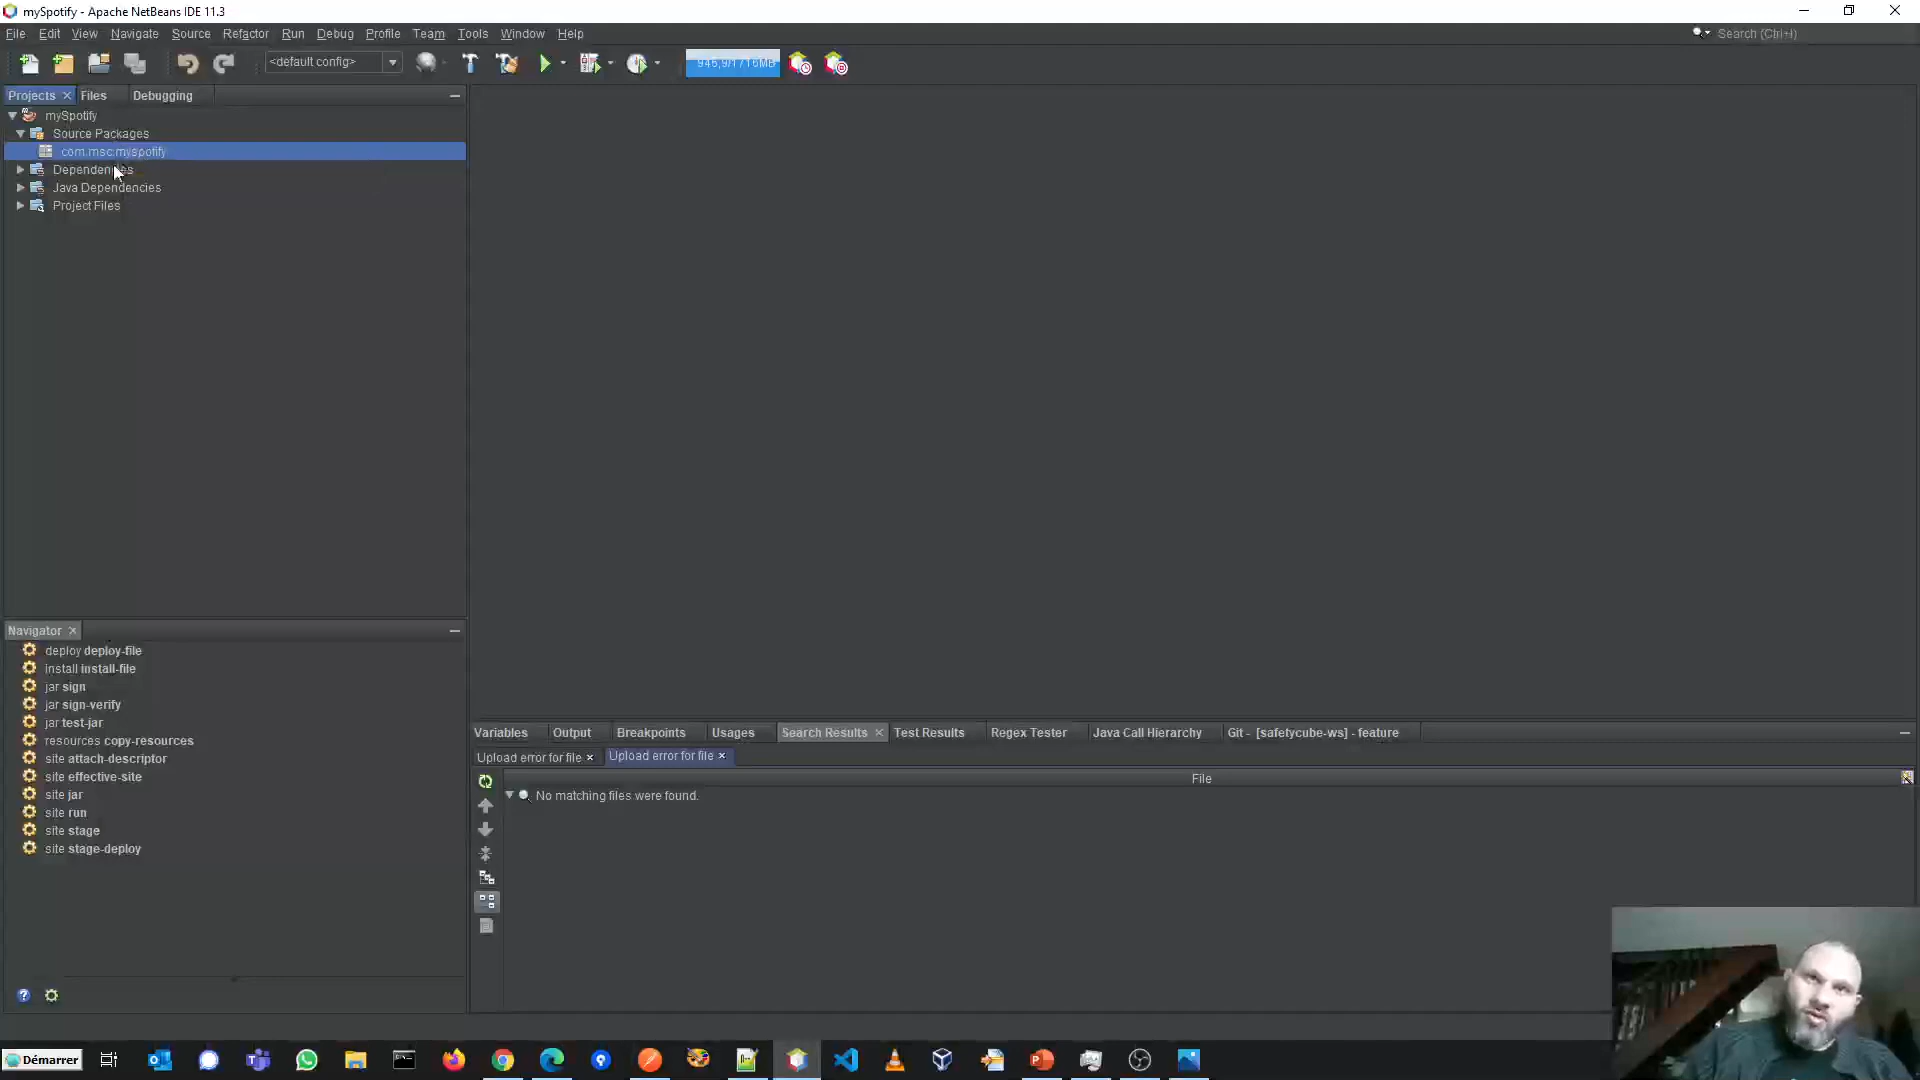 mySpotify - Apache NetBeans IDE 11.3
File Edit View Navigate Source Refactor Run Debug Profile Team Tools Window Help
Search (Ctrl+I)
<default config>
946,9/1716MB
Projects Files Debugging
mySpotify
Source Packages
com.msc.myspotify
Dependencies
Java Dependencies
Project Files
Navigator
deploy deploy-file
install install-file
jar sign
jar sign-verify
jar test-jar
resources copy-resources
site attach-descriptor
site effective-site
site jar
site run
site stage
site stage-deploy
Variables Output Breakpoints Usages Search Results Test Results Regex Tester Java Call Hierarchy Git - [safetycube-ws] - feature
Upload error for file Upload error for file
File
No matching files were found.
Démarrer